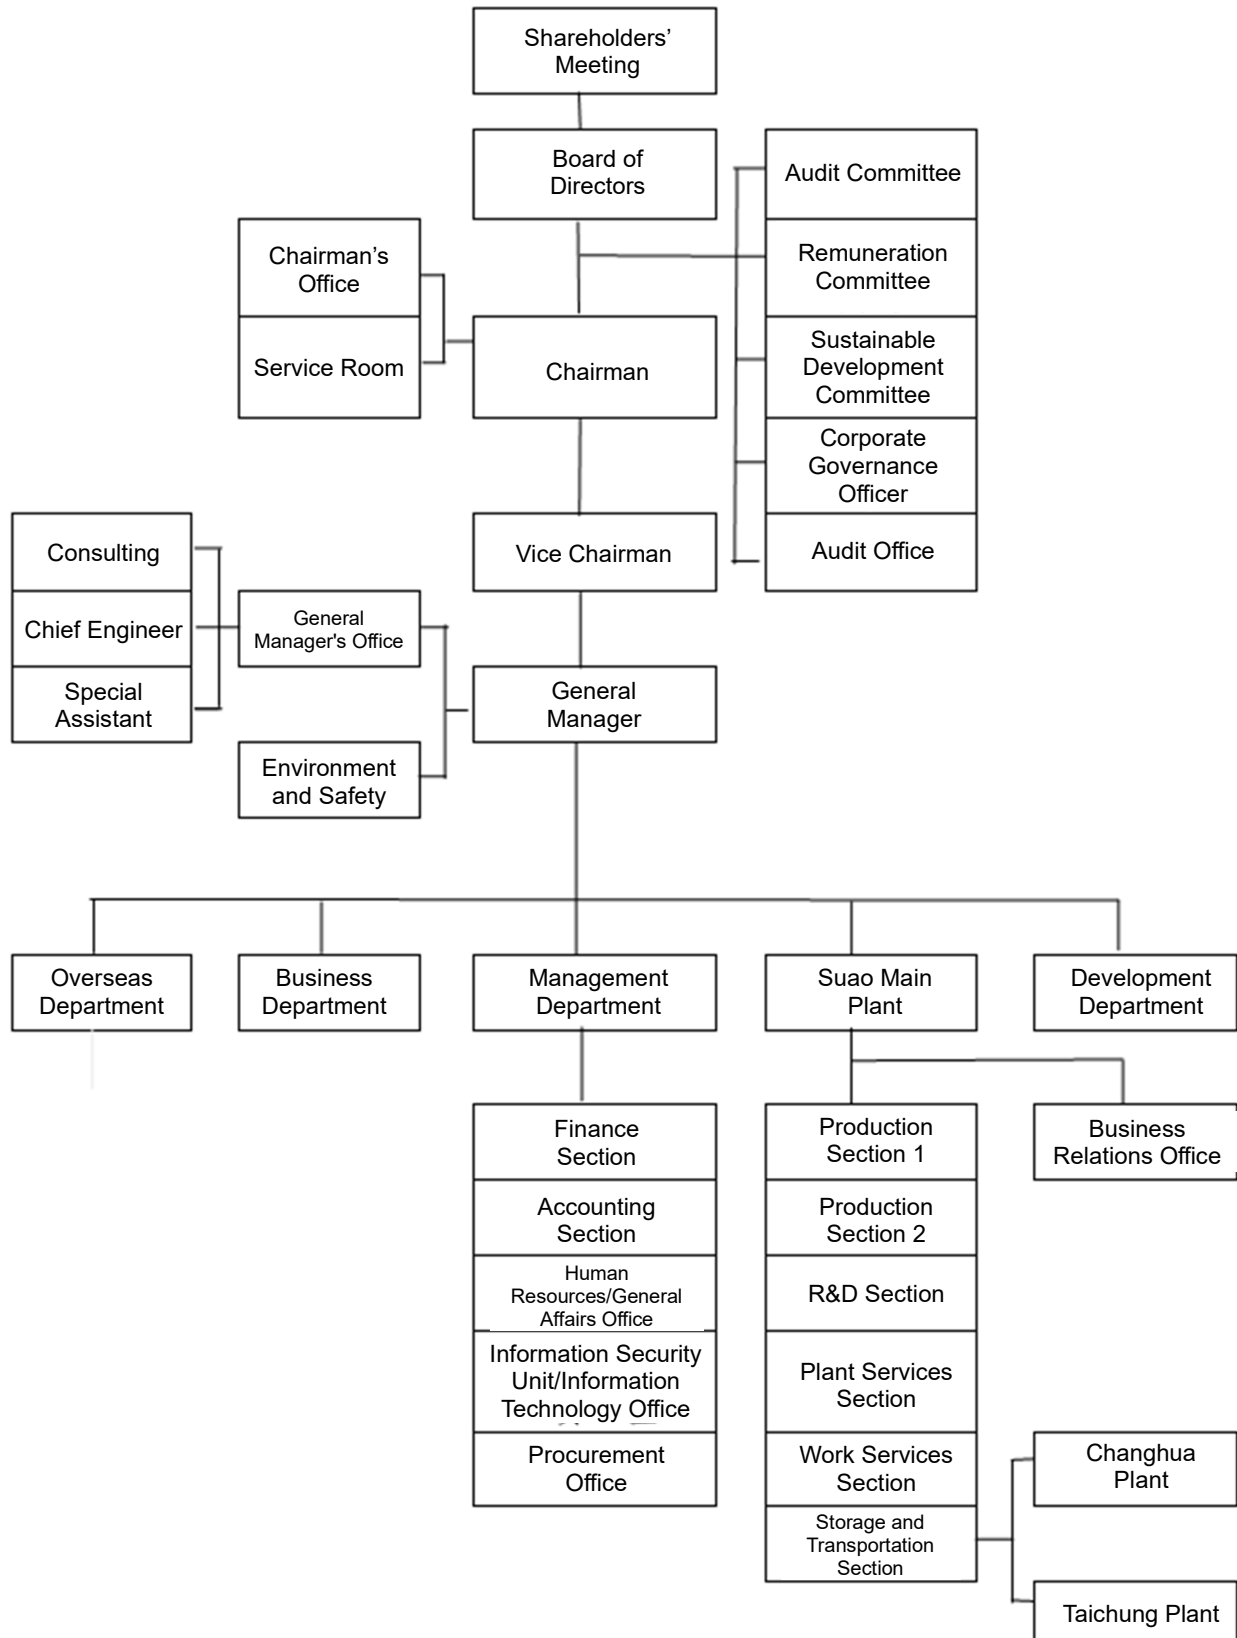 Shareholders’
Meeting
Board of
Directors
Audit Committee
Remuneration
Committee
Sustainable
Development
Committee
Corporate
Governance
Officer
Audit Office
Chairman’s
Office
Service Room
Chairman
Vice Chairman
Consulting
Chief Engineer
Special
Assistant
General
Manager's Office
General
Manager
Environment
and Safety
Overseas
Department
Business
Department
Management
Department
Suao Main
Plant
Development
Department
Finance
Section
Accounting
Section
Human
Resources/General
Affairs Office
Information Security
Unit/Information
Technology Office
Procurement
Office
Production
Section 1
Production
Section 2
R&D Section
Plant Services
Section
Work Services
Section
Storage and
Transportation
Section
Business
Relations Office
Changhua
Plant
Taichung Plant